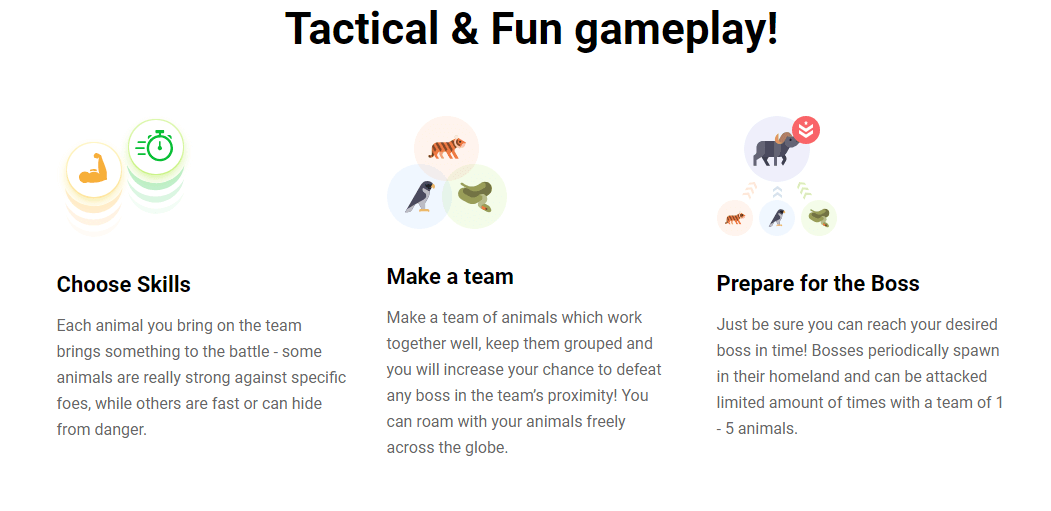 Tactical & Fun gameplay!
Choose Skills
Each animal you bring on the team
brings something to the battle - some
animals are really strong against specific
foes, while others are fast or can hide
from danger.
Make a team
Make a team of animals which work
together well, keep them grouped and
you will increase your chance to defeat
any boss in the team’s proximity! You
can roam with your animals freely
across the globe.
Prepare for the Boss
Just be sure you can reach your desired
boss in time! Bosses periodically spawn
in their homeland and can be attacked
limited amount of times with a team of 1
- 5 animals.